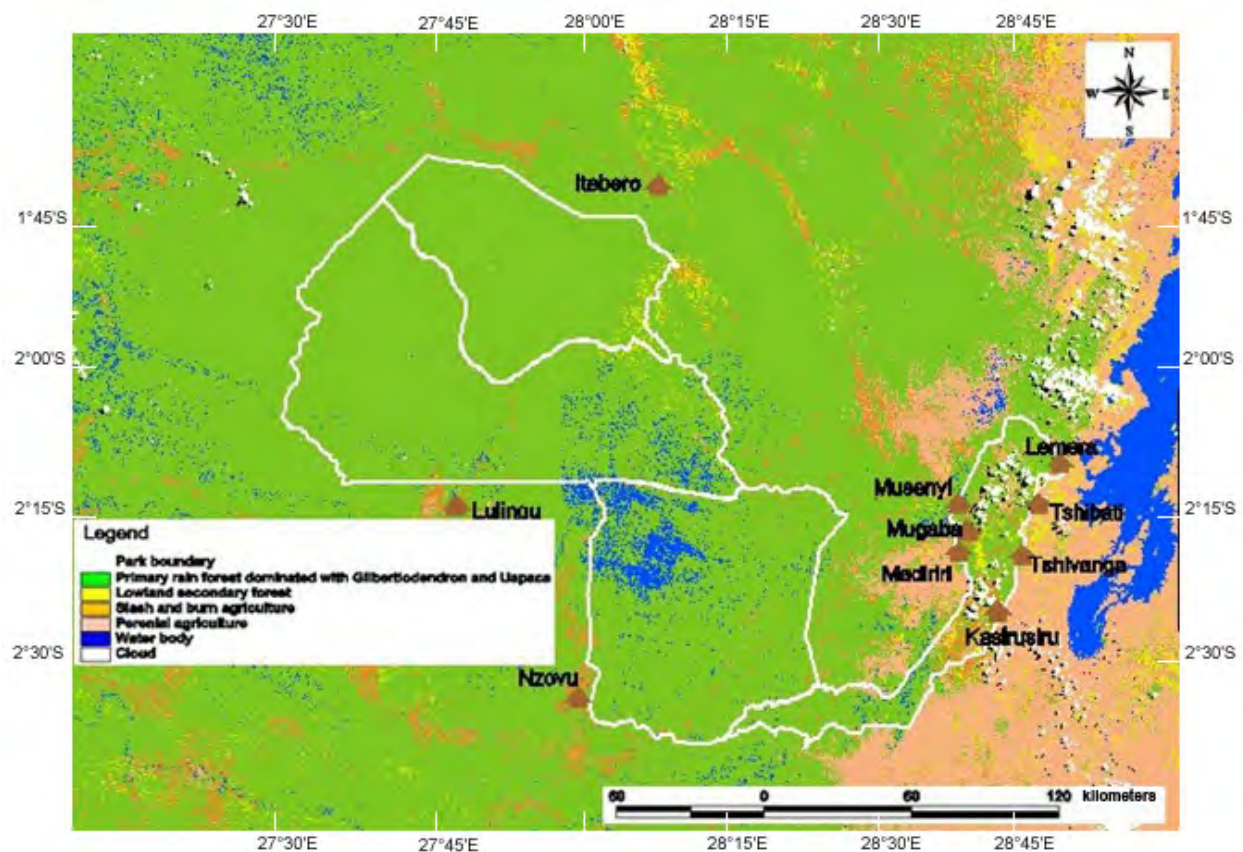 27°30'E 27°45'E 28°00'E 28°15'E 28°30'E 28°45'E
N
W E
S
Itebero
1°45'S 1°45'S
2°00'S 2°00'S
Lemera
Musenyi
2°15'S Lulingu Tshibati 2°15'S
Mugaba
Legend
Park boundary
Madiriri Tshivanga
Primary rain forest dominated with Gilbertiodendron and Uapaca
Lowland secondary forest
Slash and burn agriculture
Perenial agriculture
Water body
Cloud
Kasirusiru
2°30'S 2°30'S
Nzovu
60 0 60 120 kilometers
27°30'E 27°45'E 28°00'E 28°15'E 28°30'E 28°45'E